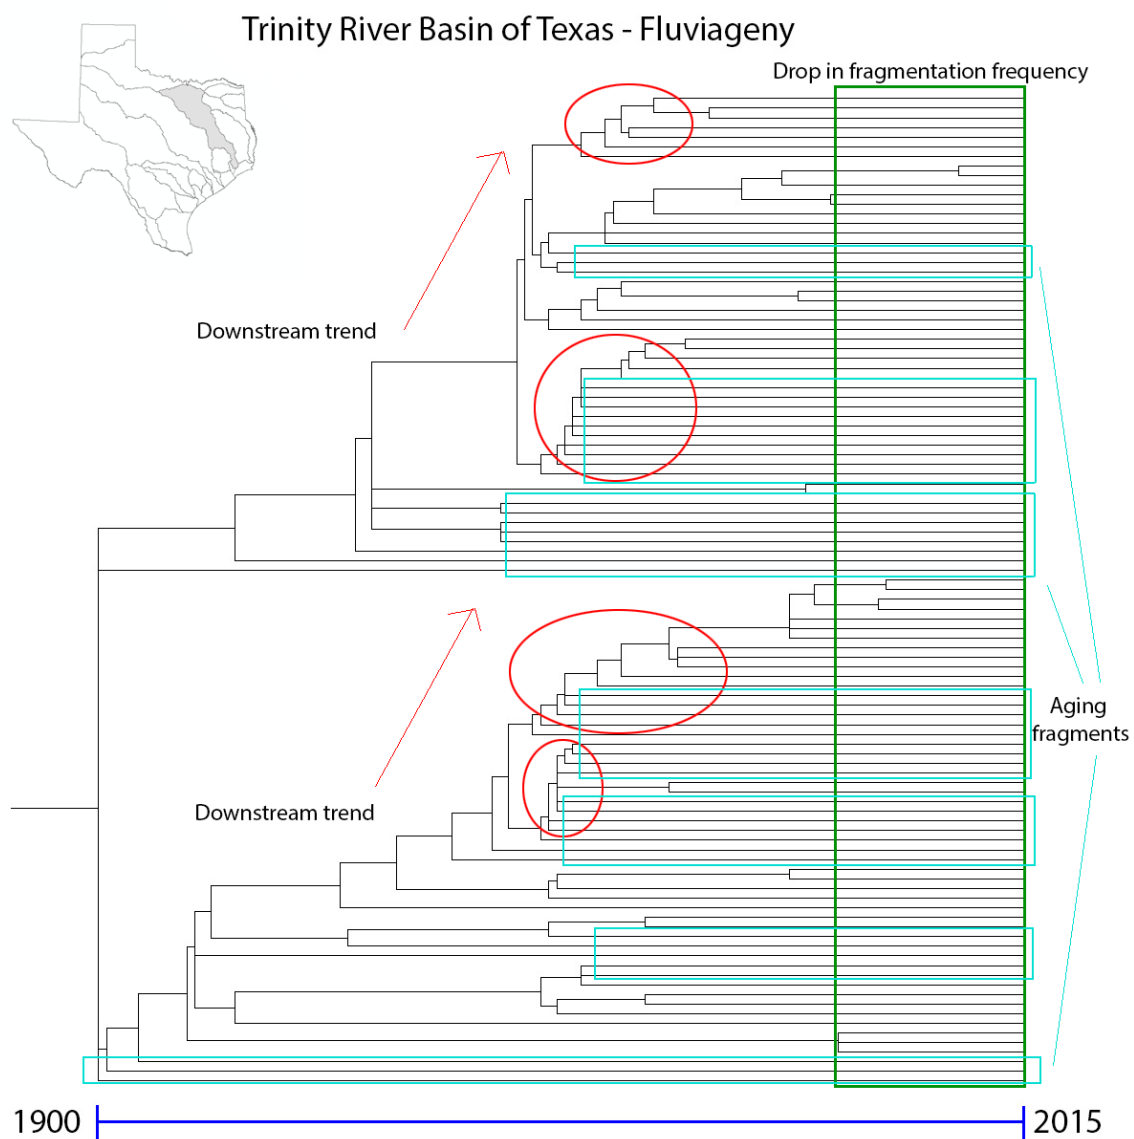 Trinity River Basin of Texas - Fluviageny
Drop in fragmentation frequency
Downstream trend
Aging
fragments
Downstream trend
1900
2015